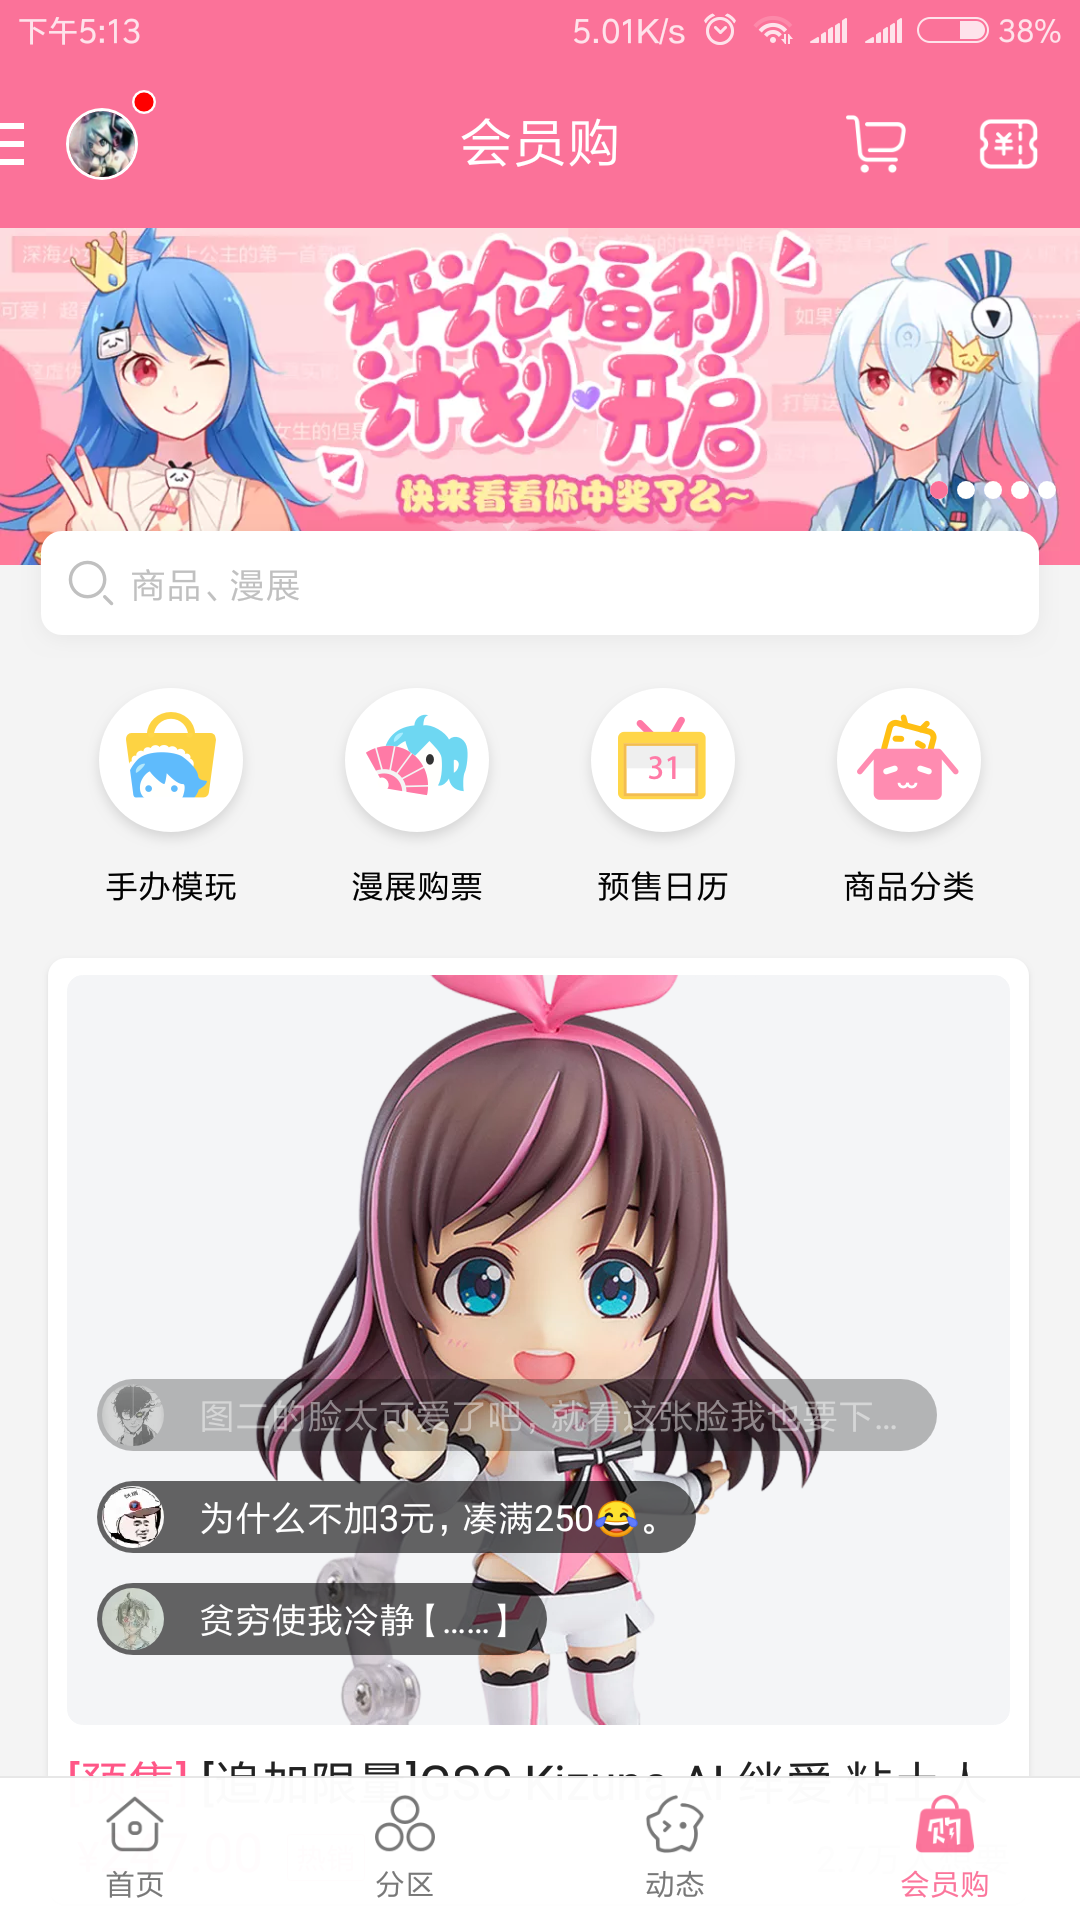 下午5:13
5.01K/s
38%
会员购
评论福利
计划开启
快来看看你中奖了么~
商品、漫展
31
手办模玩
漫展购票
预售日历
商品分类
图二的脸太可爱了吧，就看这张脸我也要下...
为什么不加3元，凑满250😂。
贫穷使我冷静【......】
[预售] [追加限量]GSC Kizuna AI 绊爱 粘土人
首页
分区
动态
购
会员购